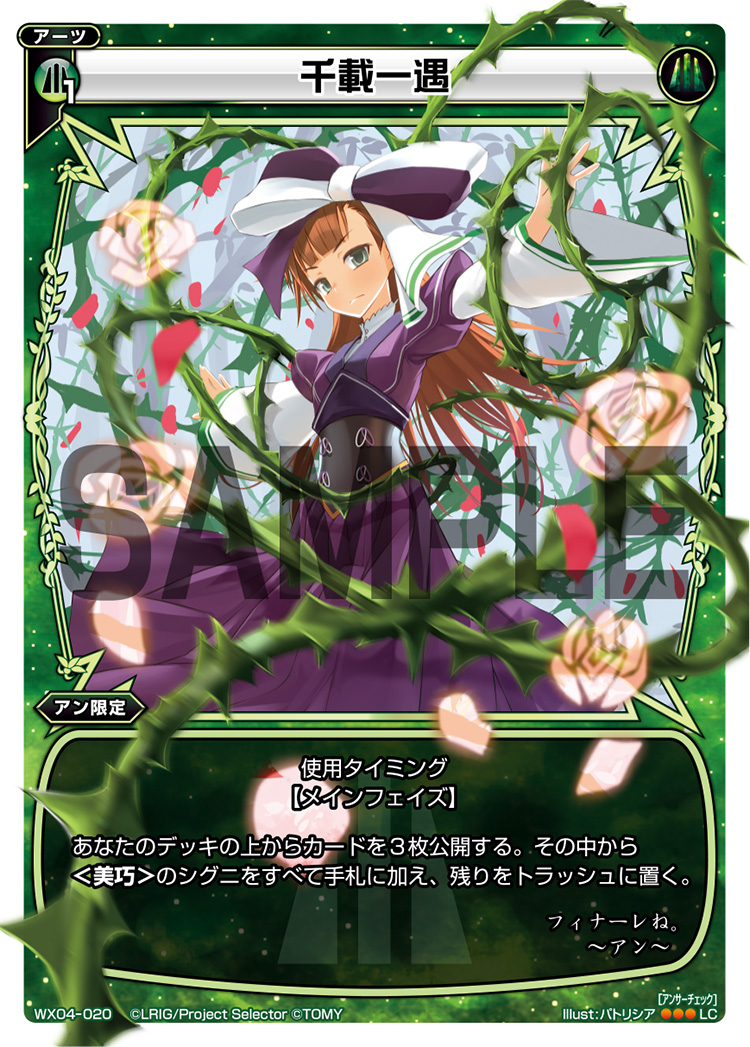 アーツ
千載一遇
1
SAMPLE
アン限定
使用タイミング
【メインフェイズ】
あなたのデッキの上からカードを3枚公開する。その中から
<美巧>のシグニをすべて手札に加え、残りをトラッシュに置く。
フィナーレね。
～アン～
[アンサーチェック]
WX04-020 ©LRIG/Project Selector ©TOMY Illust:パトリシア LC